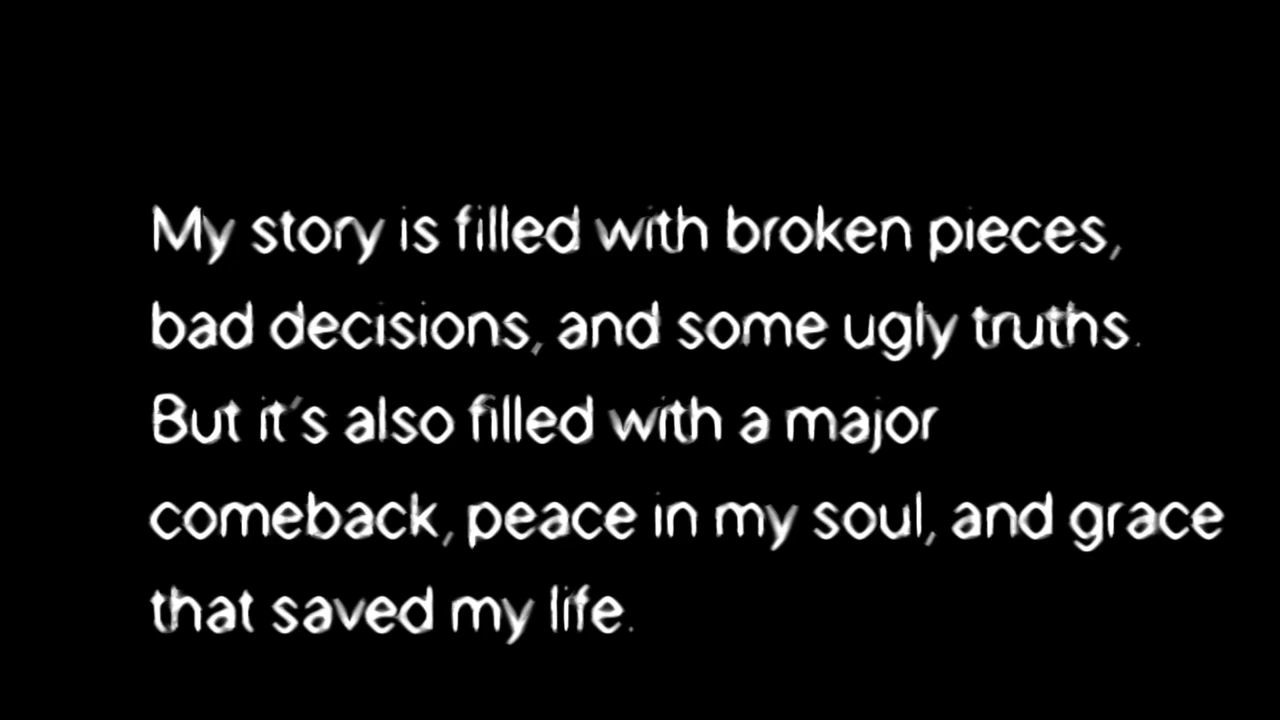 My story is filled with broken pieces,
bad decisions, and some ugly truths.
But it's also filled with a major
comeback, peace in my soul, and grace
that saved my life.